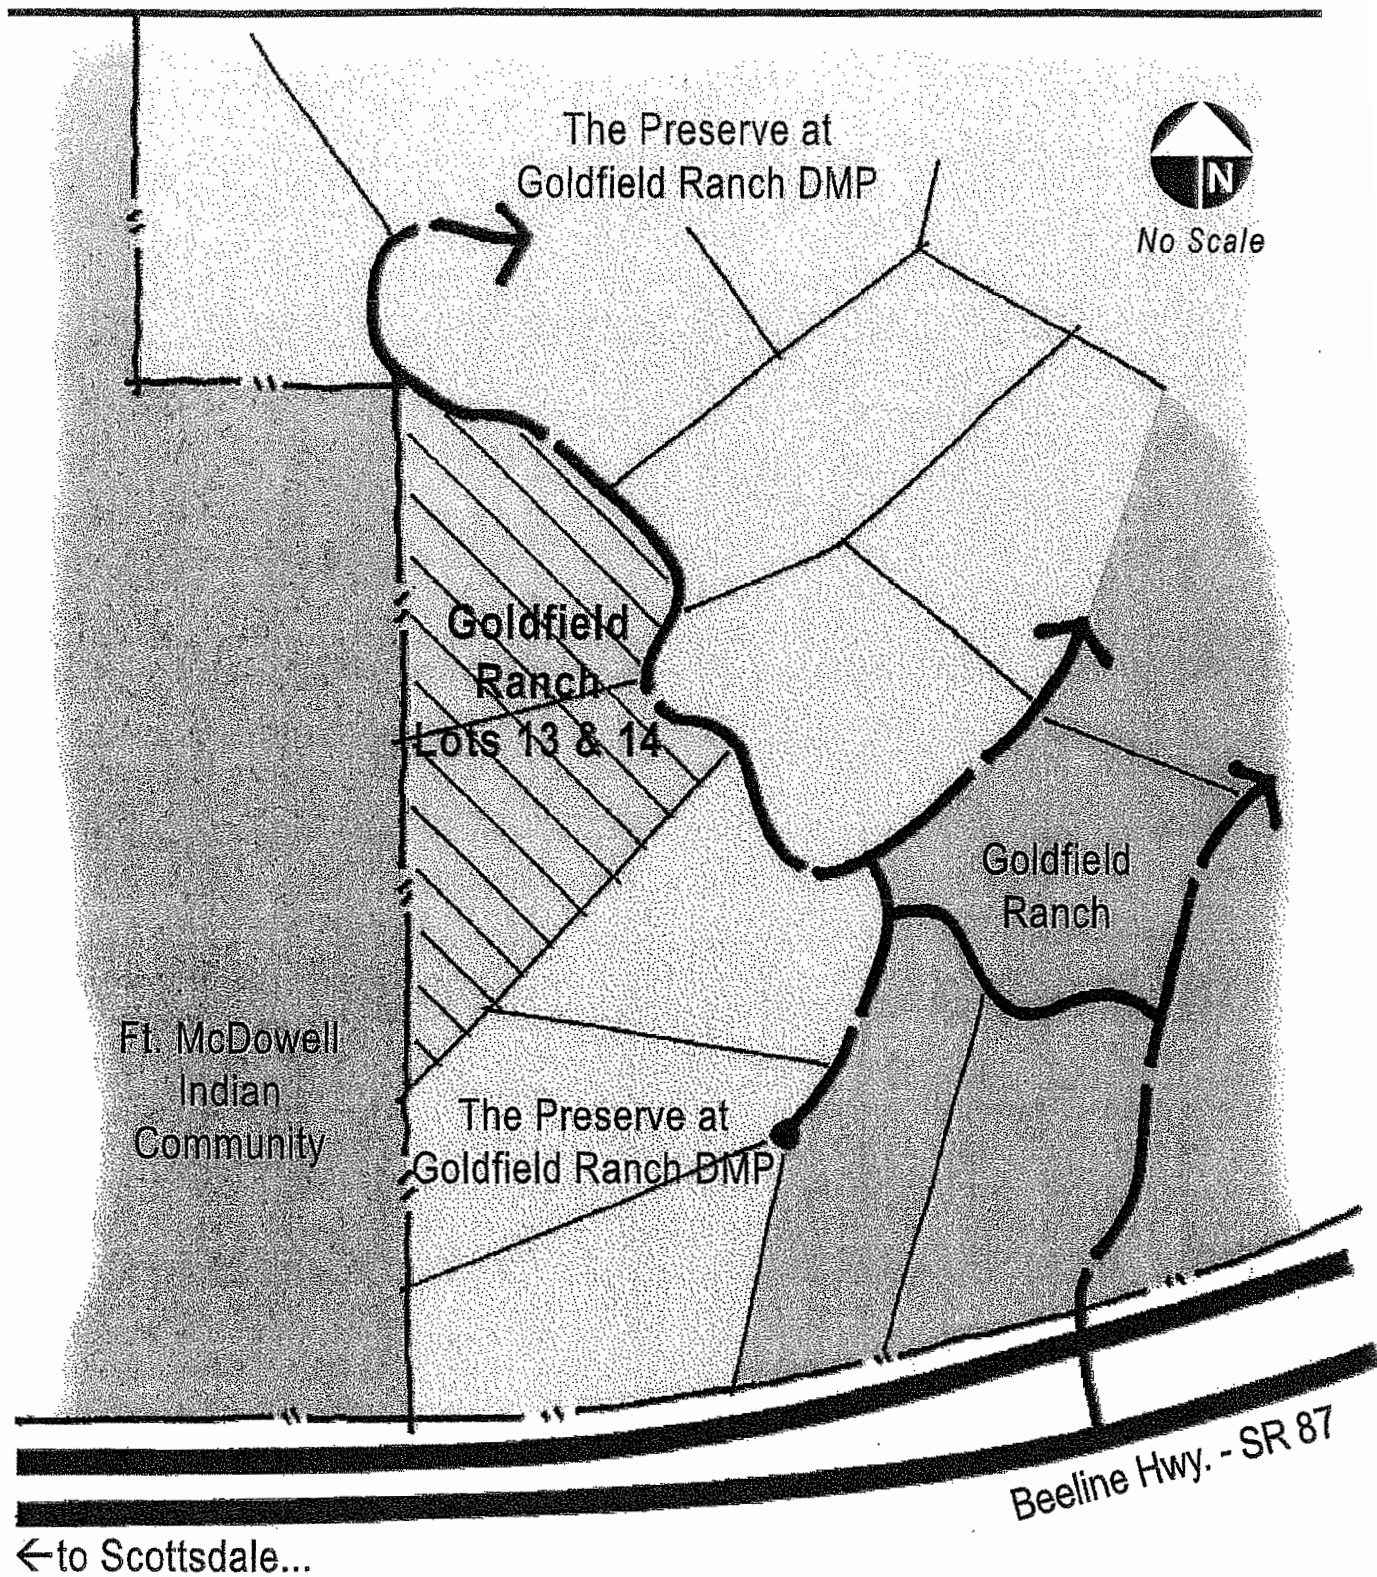 The Preserve at
Goldfield Ranch DMP
N
No Scale
Goldfield
Ranch
Lots 13 & 14
Goldfield
Ranch
Ft. McDowell
Indian
Community
The Preserve at
Goldfield Ranch DMP
Beeline Hwy. - SR 87
←to Scottsdale...